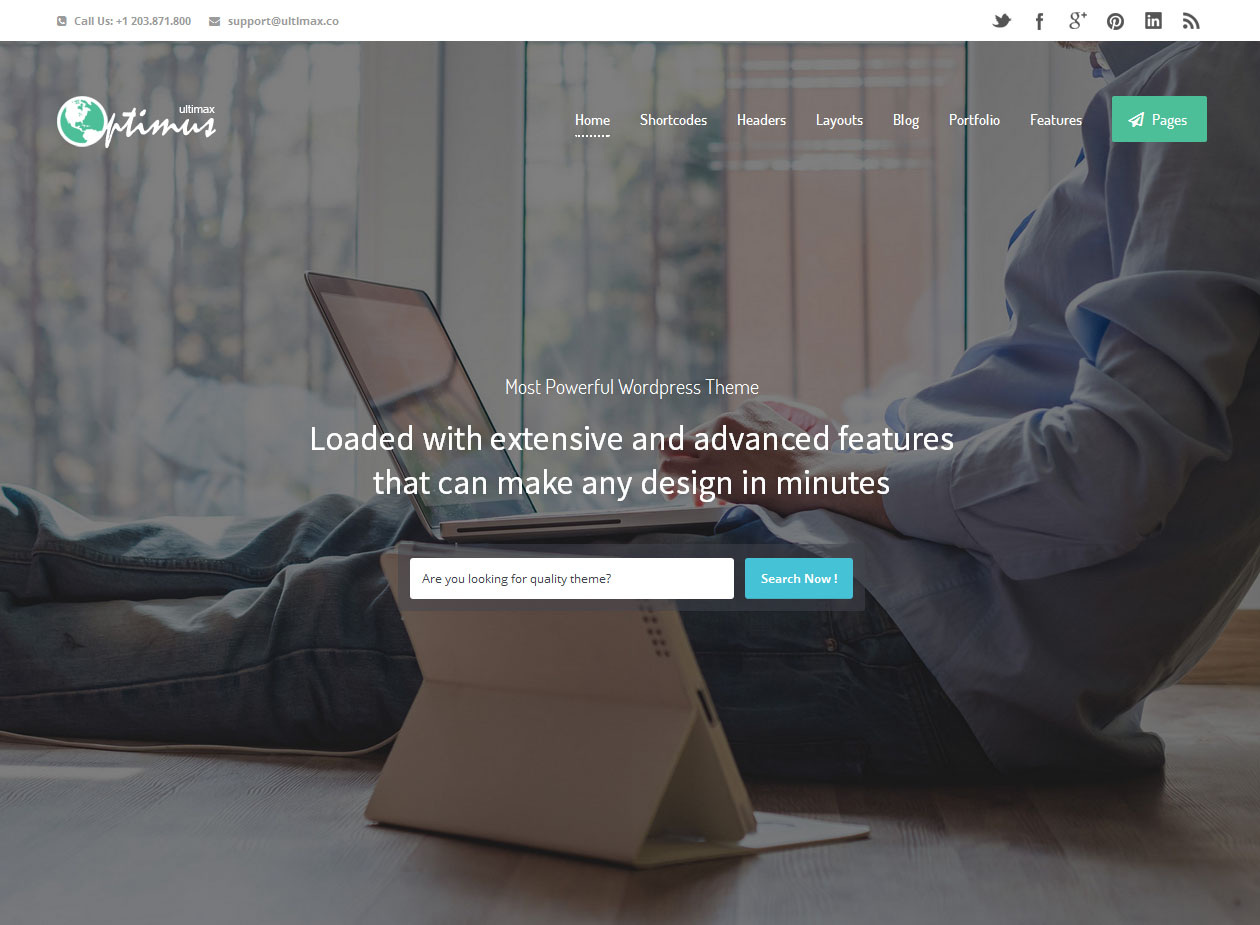 Call Us: +1 203.871.800 support@ultimax.co
ultimax
Optimus
Home Shortcodes Headers Layouts Blog Portfolio Features Pages
Most Powerful Wordpress Theme
Loaded with extensive and advanced features
that can make any design in minutes
Are you looking for quality theme? Search Now !